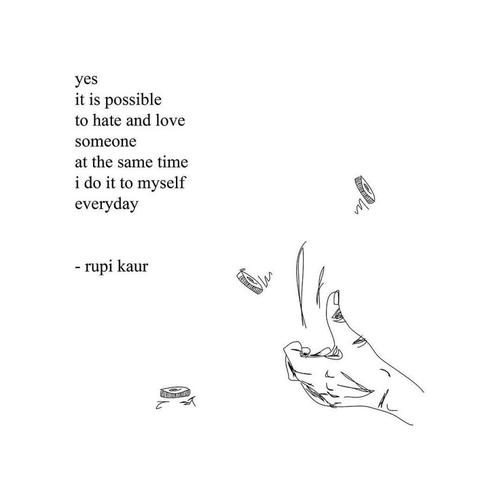 yes
it is possible
to hate and love
someone
at the same time
i do it to myself
everyday
- rupi kaur